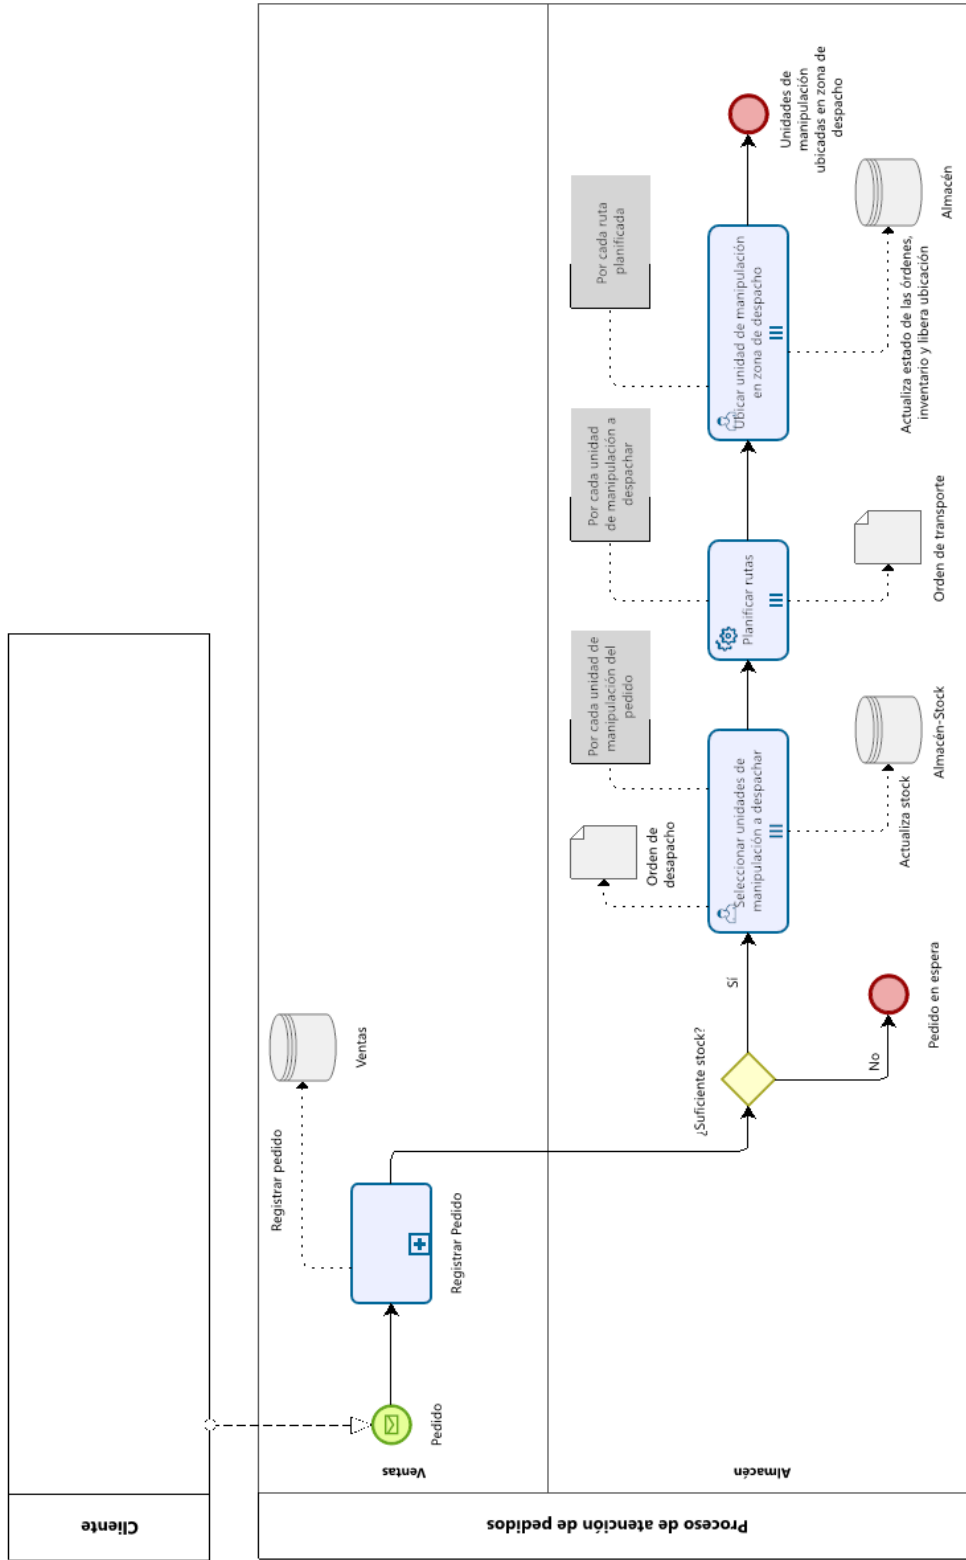 Cliente
Proceso de atención de pedidos
Ventas
Pedido
Registrar Pedido
Registrar pedido
Ventas
Almacén
¿Suficiente stock?
No
Pedido en espera
Sí
Seleccionar unidades de
manipulación a despachar
Orden de
desapacho
Por cada unidad de
manipulación del
pedido
Actualiza stock
Almacén-Stock
Planificar rutas
Por cada unidad
de manipulación a
despachar
Orden de transporte
Ubicar unidad de manipulación
en zona de despacho
Por cada ruta
planificada
Actualiza estado de las órdenes,
inventario y libera ubicación
Almacén
Unidades de
manipulación
ubicadas en zona de
despacho